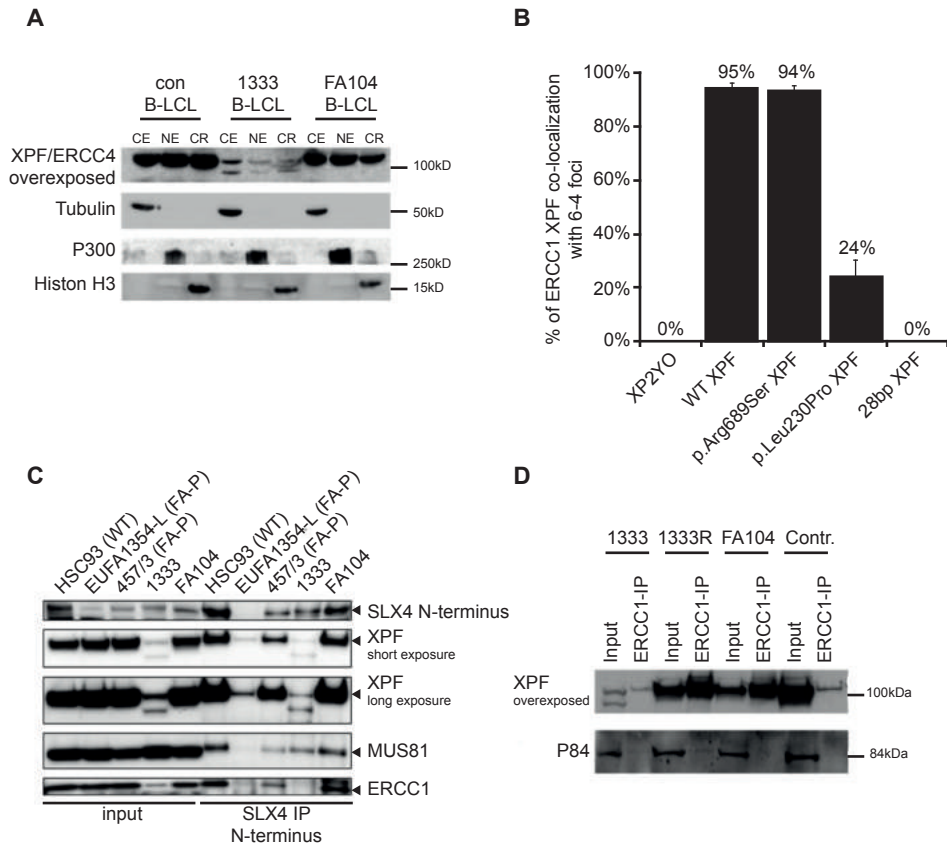 A
con
B-LCL
1333
B-LCL
FA104
B-LCL
CE NE CR CE NE CR CE NE CR
XPF/ERCC4
overexposed
100kD
Tubulin
50kD
P300
250kD
Histon H3
15kD
B
% of ERCC1 XPF co-localization
with 6-4 foci
100%
80%
60%
40%
20%
0%
0%
95%
94%
24%
0%
XP2YO
WT XPF
p.Arg689Ser XPF
p.Leu230Pro XPF
28bp XPF
C
HSC93 (WT)
EUFA1354-L (FA-P)
457/3 (FA-P)
1333
FA104
HSC93 (WT)
EUFA1354-L (FA-P)
457/3 (FA-P)
1333
FA104
SLX4 N-terminus
XPF
short exposure
XPF
long exposure
MUS81
ERCC1
input
SLX4 IP
N-terminus
D
1333 1333R FA104 Contr.
Input
ERCC1-IP
Input
ERCC1-IP
Input
ERCC1-IP
Input
ERCC1-IP
XPF
overexposed
100kDa
P84
84kDa